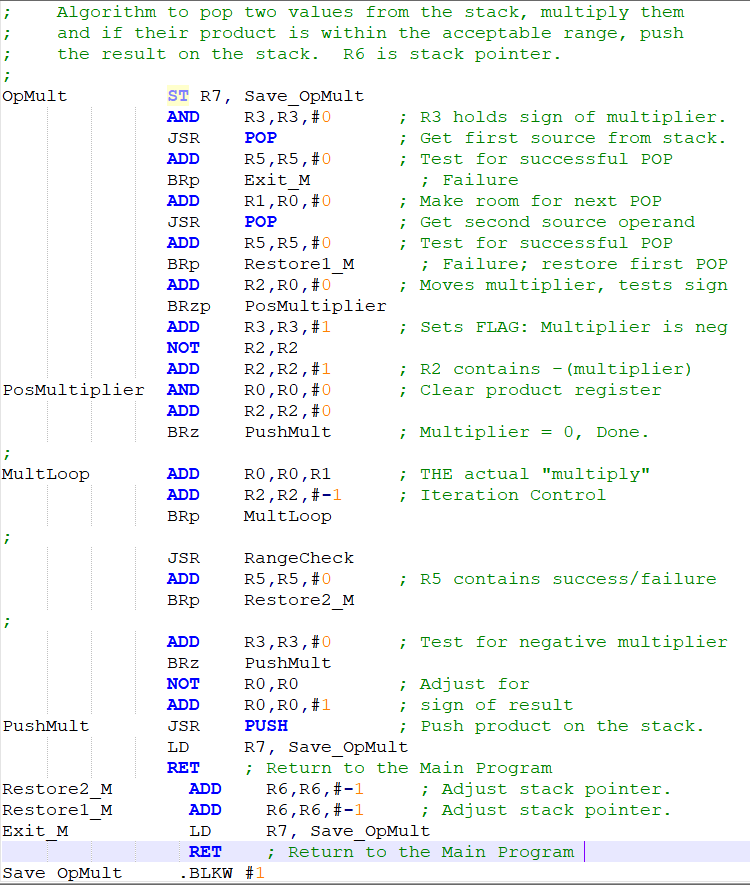 ;    Algorithm to pop two values from the stack, multiply them
;    and if their product is within the acceptable range, push
;    the result on the stack.  R6 is stack pointer.
;
OpMult         ST R7, Save_OpMult
               AND    R3,R3,#0      ; R3 holds sign of multiplier.
               JSR    POP           ; Get first source from stack.
               ADD    R5,R5,#0      ; Test for successful POP
               BRp    Exit_M          ; Failure
               ADD    R1,R0,#0      ; Make room for next POP
               JSR    POP           ; Get second source operand
               ADD    R5,R5,#0      ; Test for successful POP
               BRp    Restore1_M      ; Failure; restore first POP
               ADD    R2,R0,#0      ; Moves multiplier, tests sign
               BRzp   PosMultiplier
               ADD    R3,R3,#1      ; Sets FLAG: Multiplier is neg
               NOT    R2,R2
               ADD    R2,R2,#1      ; R2 contains -(multiplier)
PosMultiplier  AND    R0,R0,#0      ; Clear product register
               ADD    R2,R2,#0
               BRz    PushMult      ; Multiplier = 0, Done.
;
MultLoop       ADD    R0,R0,R1      ; THE actual "multiply"
               ADD    R2,R2,#-1     ; Iteration Control
               BRp    MultLoop
;
               JSR    RangeCheck
               ADD    R5,R5,#0      ; R5 contains success/failure
               BRp    Restore2_M
;
               ADD    R3,R3,#0      ; Test for negative multiplier
               BRz    PushMult
               NOT    R0,R0         ; Adjust for
               ADD    R0,R0,#1      ; sign of result
PushMult       JSR    PUSH          ; Push product on the stack.
               LD     R7, Save_OpMult
               RET    ; Return to the Main Program
Restore2_M       ADD    R6,R6,#-1     ; Adjust stack pointer.
Restore1_M       ADD    R6,R6,#-1     ; Adjust stack pointer.
Exit_M           LD     R7, Save_OpMult
                 RET    ; Return to the Main Program
Save_OpMult     .BLKW #1